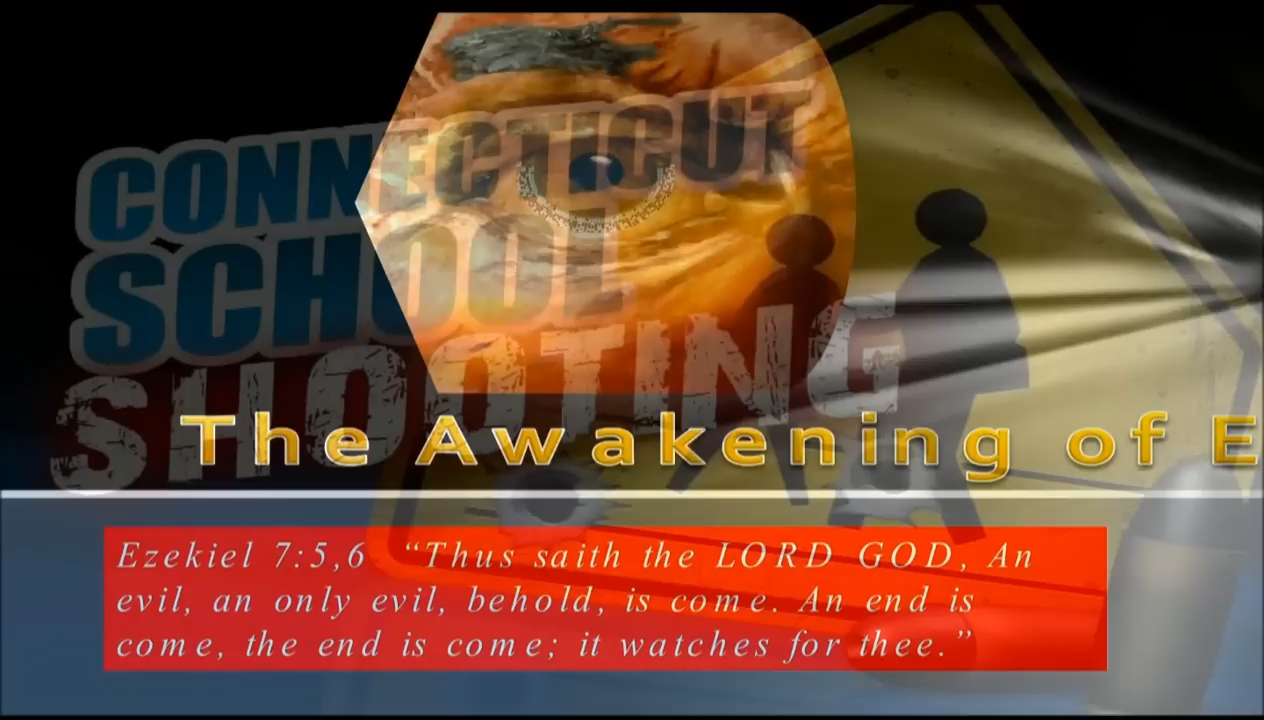 CONNECTICUT
SCHOOL
SHOOTING
The Awakening of E
Ezekiel 7:5,6 “Thus saith the LORD GOD, An
evil, an only evil, behold, is come. An end is
come, the end is come; it watches for thee.”